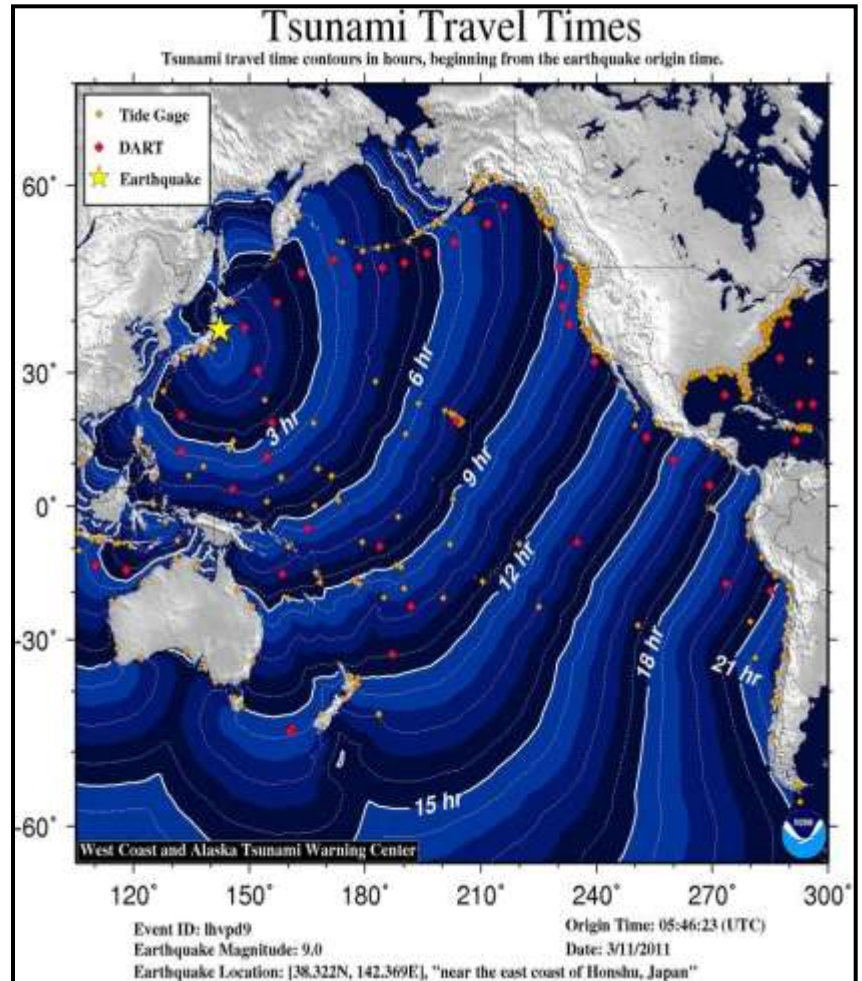 Tsunami Travel Times
Tsunami travel time contours in hours, beginning from the earthquake origin time.
Tide Gage
DART
Earthquake
60°
30°
0°
-30°
-60°
3 hr
6 hr
9 hr
12 hr
15 hr
18 hr
21 hr
West Coast and Alaska Tsunami Warning Center
120° 150° 180° 210° 240° 270° 300°
Event ID: lhvpd9
Earthquake Magnitude: 9.0
Earthquake Location: [38.322N, 142.369E], "near the east coast of Honshu, Japan"
Origin Time: 05:46:23 (UTC)
Date: 3/11/2011